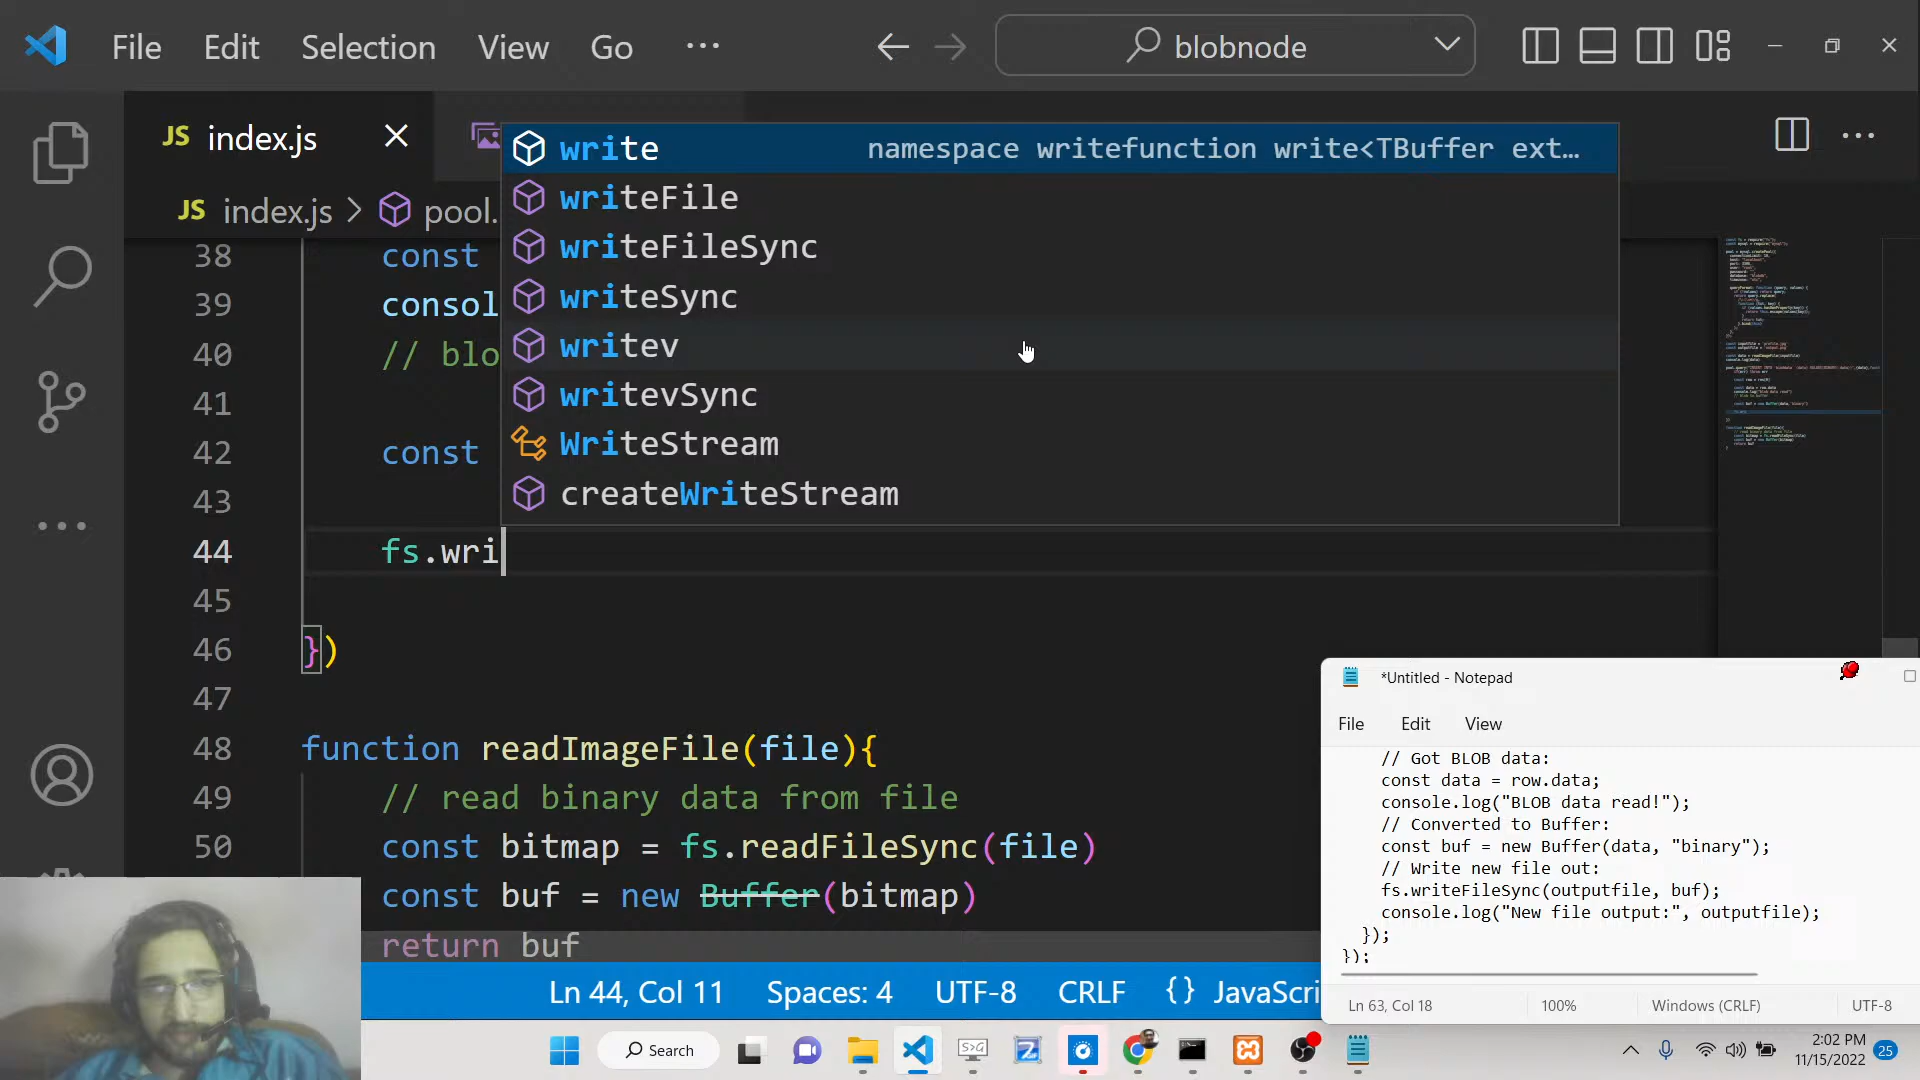 File Edit Selection View Go ... blobnode
JS index.js
JS index.js > pool.
write namespace writefunction write<TBuffer ext...
writeFile
writeFileSync
writeSync
writev
writevSync
WriteStream
createWriteStream
38 const
39 consol
40 // blo
41
42 const
43
44 fs.wri
45
46 })
47
48 function readImageFile(file){
49 // read binary data from file
50 const bitmap = fs.readFileSync(file)
const buf = new Buffer(bitmap)
return buf
Ln 44, Col 11 Spaces: 4 UTF-8 CRLF {} JavaScri
*Untitled - Notepad
File Edit View
// Got BLOB data:
const data = row.data;
console.log("BLOB data read!");
// Converted to Buffer:
const buf = new Buffer(data, "binary");
// Write new file out:
fs.writeFileSync(outputfile, buf);
console.log("New file output:", outputfile);
});
});
Ln 63, Col 18 100% Windows (CRLF) UTF-8
Search
2:02 PM
11/15/2022 25